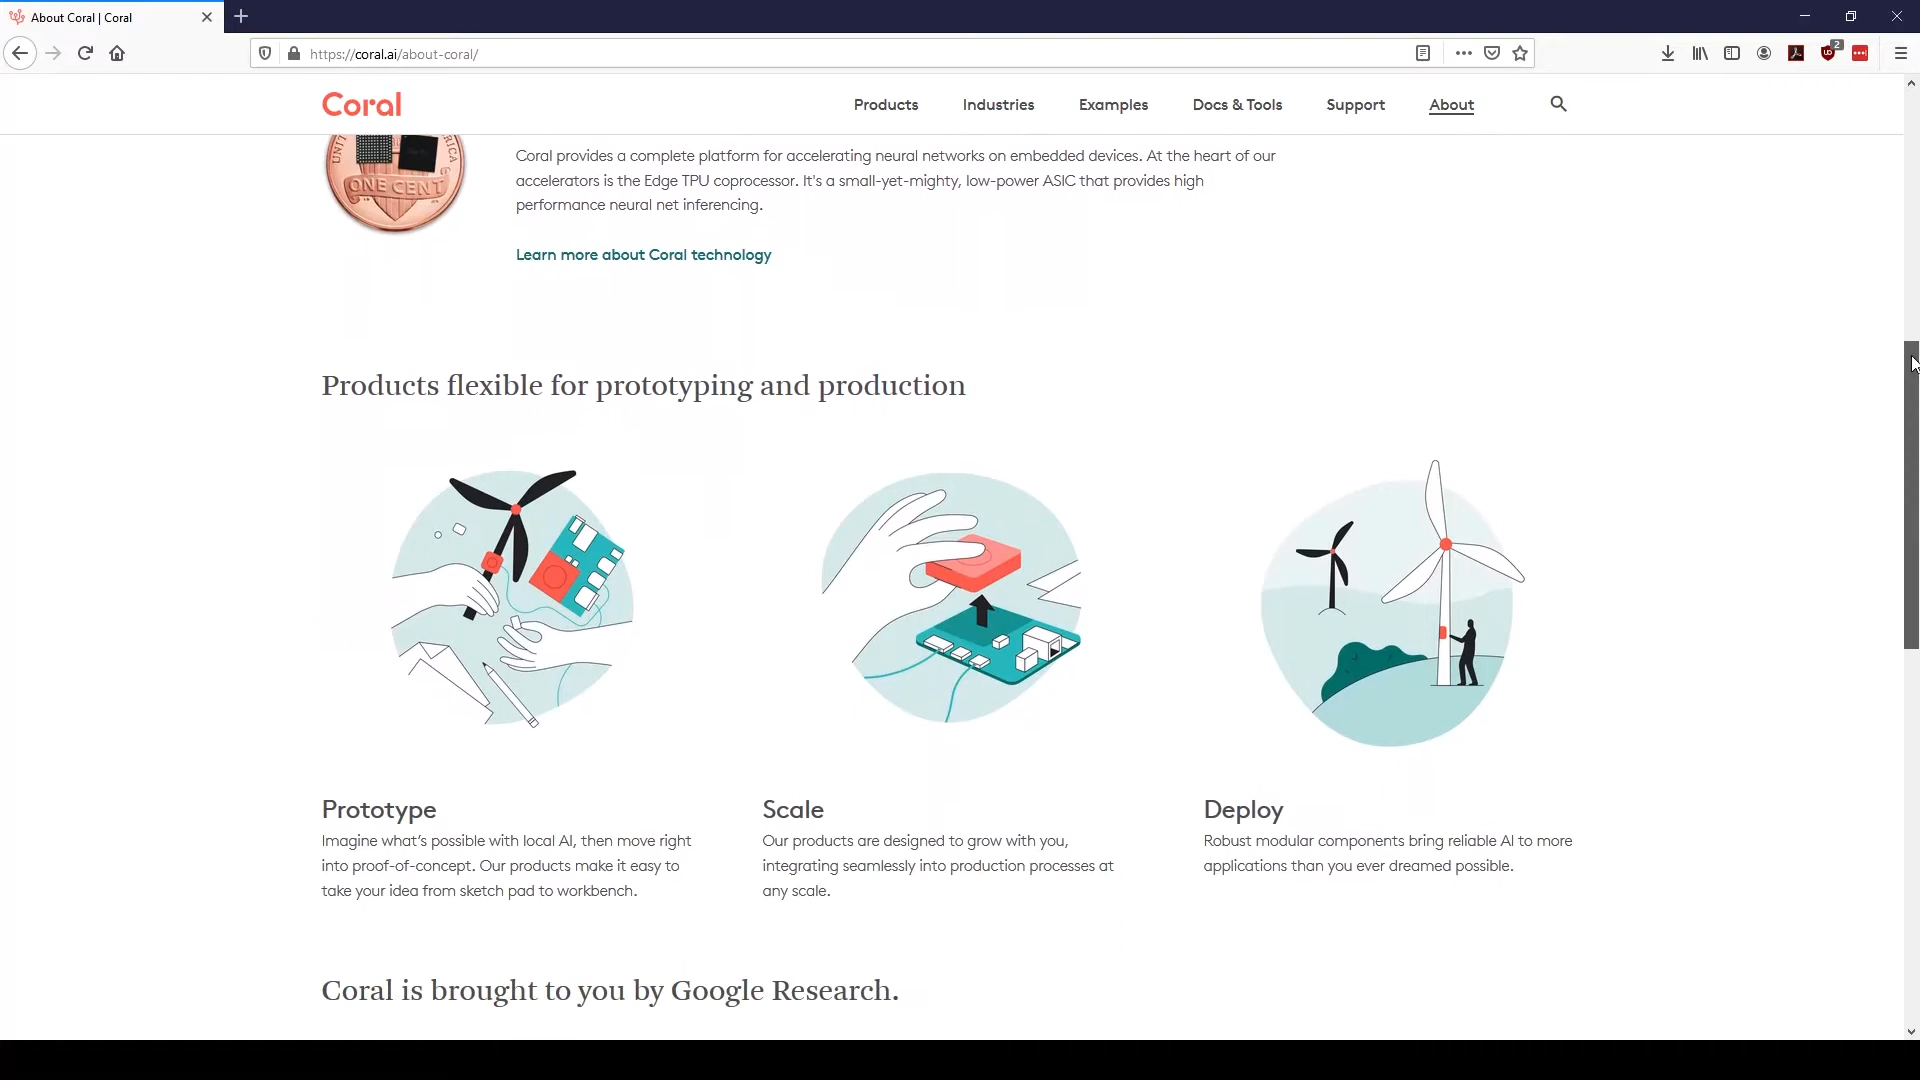 About Coral | Coral
https://coral.ai/about-coral/
2
Coral
Products
Industries
Examples
Docs & Tools
Support
About
ONE CENT
Coral provides a complete platform for accelerating neural networks on embedded devices. At the heart of our
accelerators is the Edge TPU coprocessor. It's a small-yet-mighty, low-power ASIC that provides high
performance neural net inferencing.
Learn more about Coral technology
Products flexible for prototyping and production
Prototype
Imagine what's possible with local AI, then move right
into proof-of-concept. Our products make it easy to
take your idea from sketch pad to workbench.
Scale
Our products are designed to grow with you,
integrating seamlessly into production processes at
any scale.
Deploy
Robust modular components bring reliable AI to more
applications than you ever dreamed possible.
Coral is brought to you by Google Research.